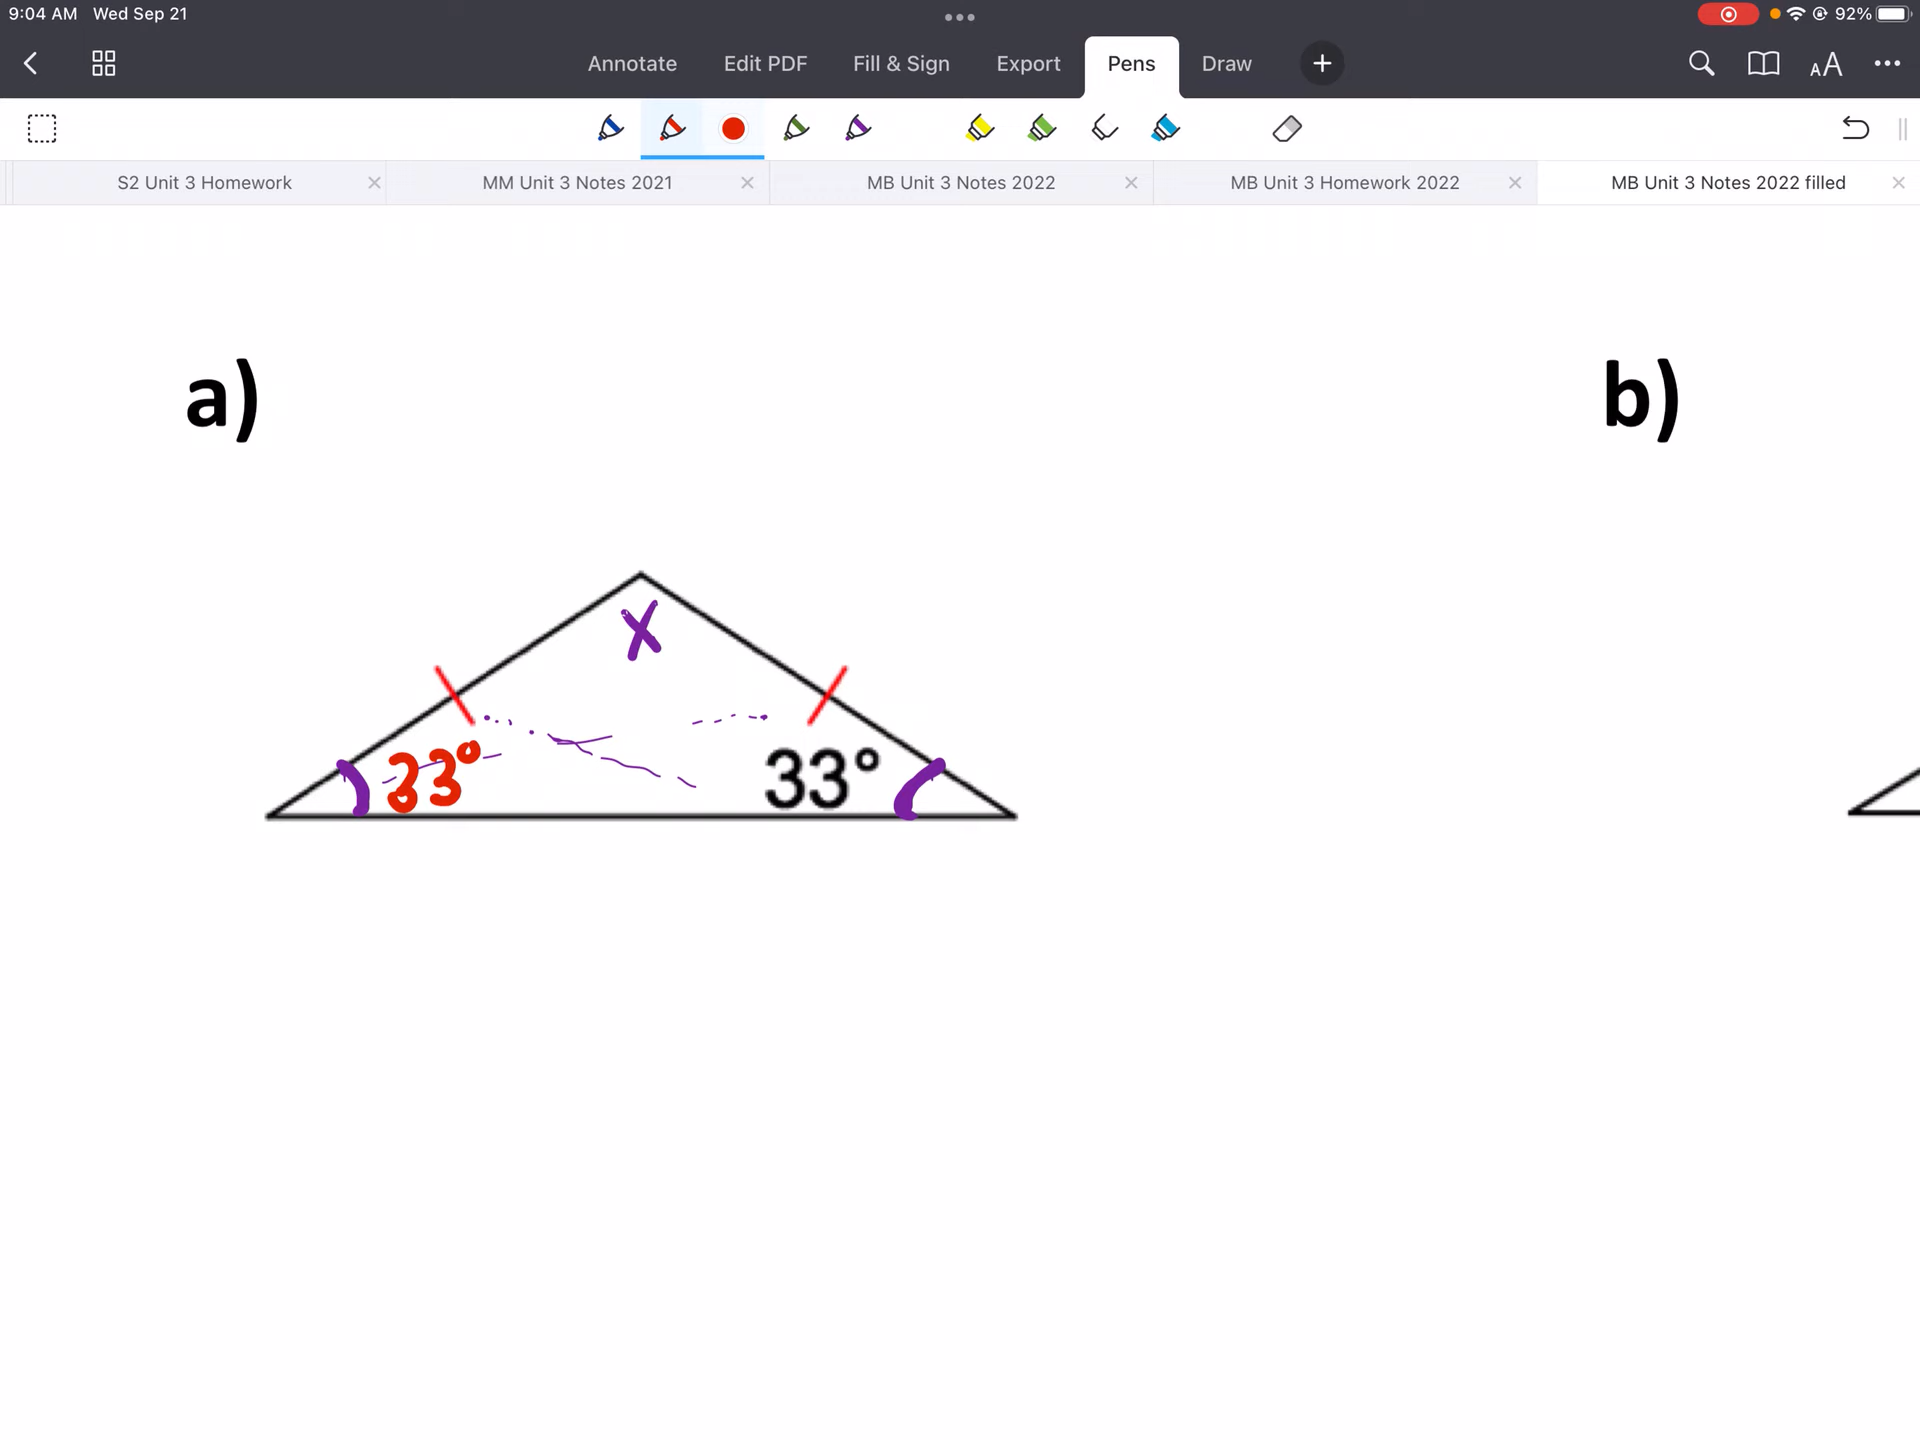 9:04 AM Wed Sep 21
92%
Annotate Edit PDF Fill & Sign Export Pens Draw
AA
S2 Unit 3 Homework MM Unit 3 Notes 2021 MB Unit 3 Notes 2022 MB Unit 3 Homework 2022 MB Unit 3 Notes 2022 filled
a) b)
x
33° 33°